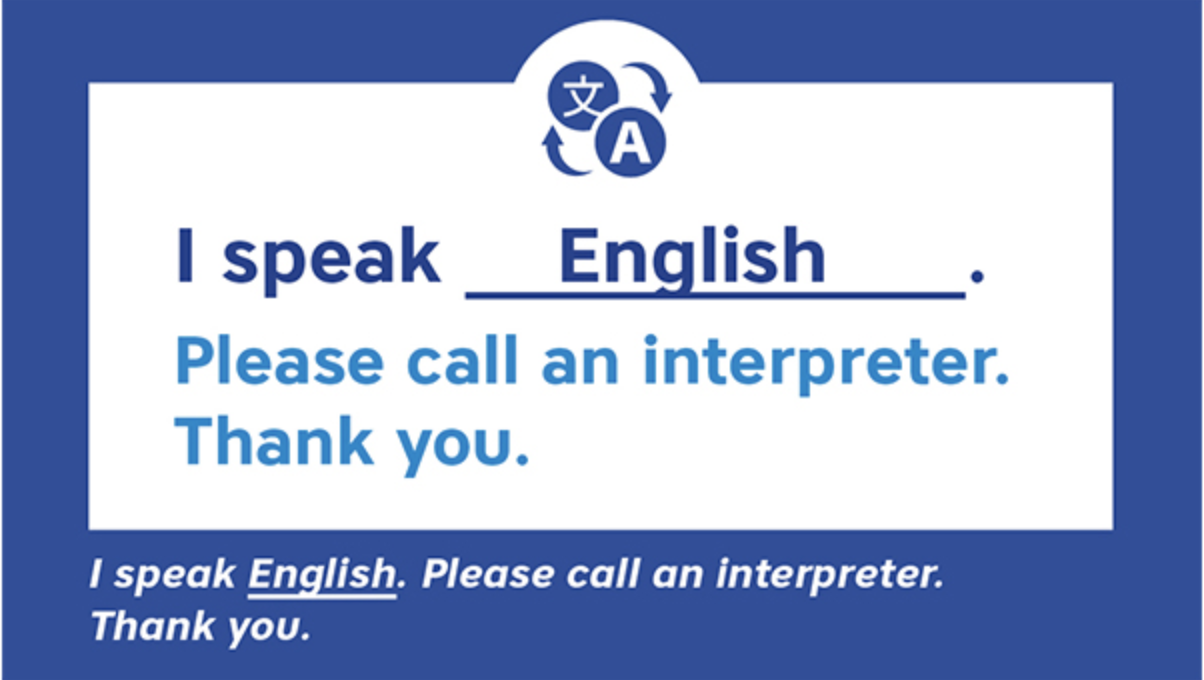 文
A
I speak English.
Please call an interpreter.
Thank you.
I speak English. Please call an interpreter.
Thank you.